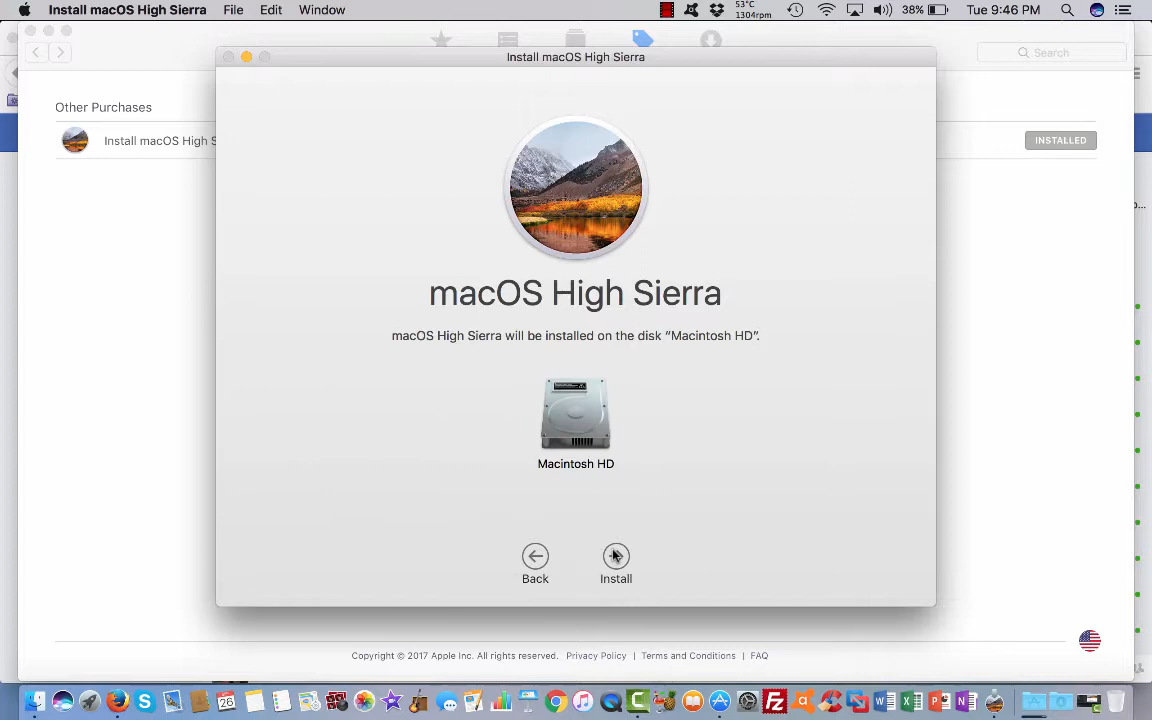 Install macOS High Sierra File Edit Window 53°C 1304rpm 38% Tue 9:46 PM
Install macOS High Sierra
Search
Other Purchases
Install macOS High S
INSTALLED
macOS High Sierra
macOS High Sierra will be installed on the disk “Macintosh HD”.
Macintosh HD
Back Install
Copyright © 2017 Apple Inc. All rights reserved. Privacy Policy | Terms and Conditions | FAQ